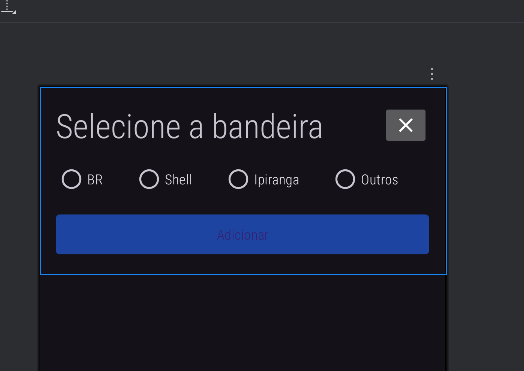 Selecione a bandeira
BR Shell Ipiranga Outros
Adicionar